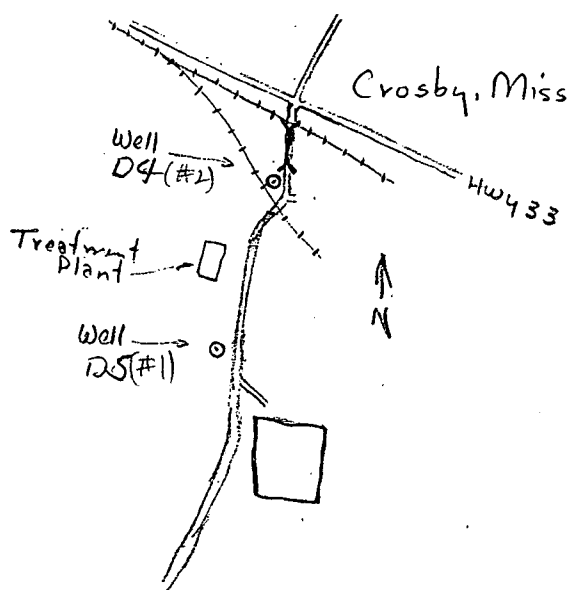 Crosby, Miss
Well
D4 (#2)
Hwy 33
Treatment
Plant
N
Well
D5 (#1)